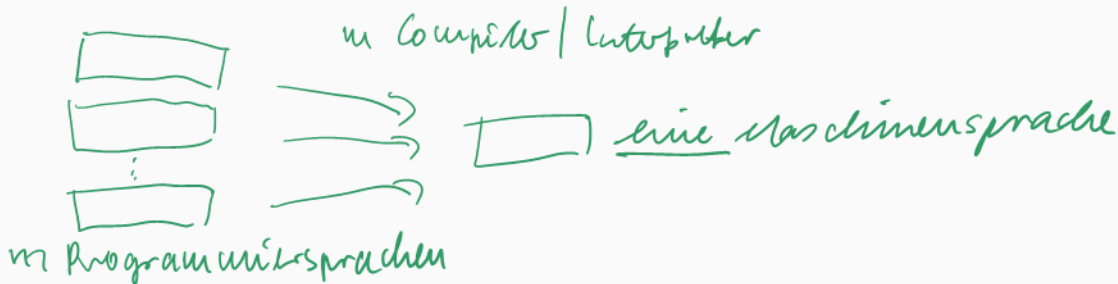 m Compiler / Interpreter
eine Maschinensprache
m Programmiersprachen